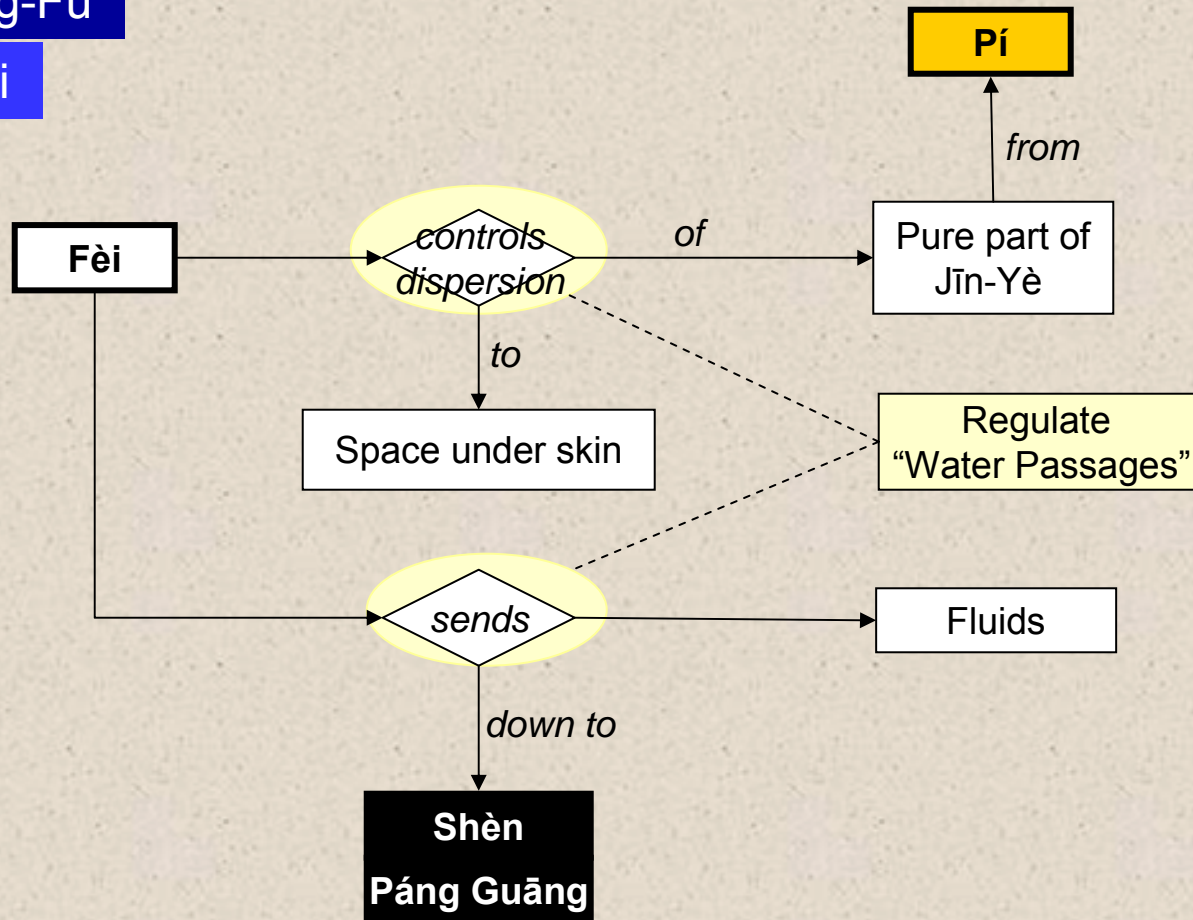 g-Fu
i
Pí
from
Fèi
controls
dispersion
of
Pure part of
Jīn-Yè
to
Space under skin
Regulate
“Water Passages”
sends
Fluids
down to
Shèn
Páng Guāng